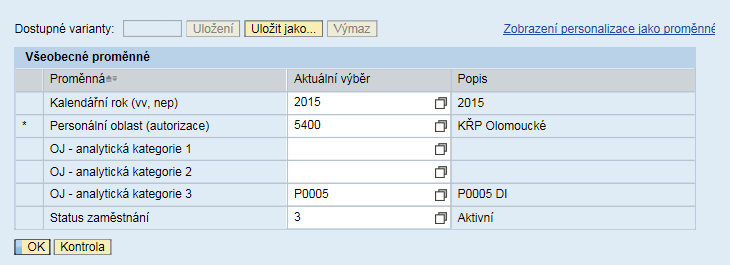 Dostupné varianty: Uložení Uložit jako... Výmaz Zobrazení personalizace jako proměnné
Všeobecné proměnné
Proměnná Aktuální výběr Popis
Kalendářní rok (vv, nep) 2015 2015
* Personální oblast (autorizace) 5400 KŘP Olomoucké
OJ - analytická kategorie 1
OJ - analytická kategorie 2
OJ - analytická kategorie 3 P0005 P0005 DI
Status zaměstnání 3 Aktivní
OK Kontrola